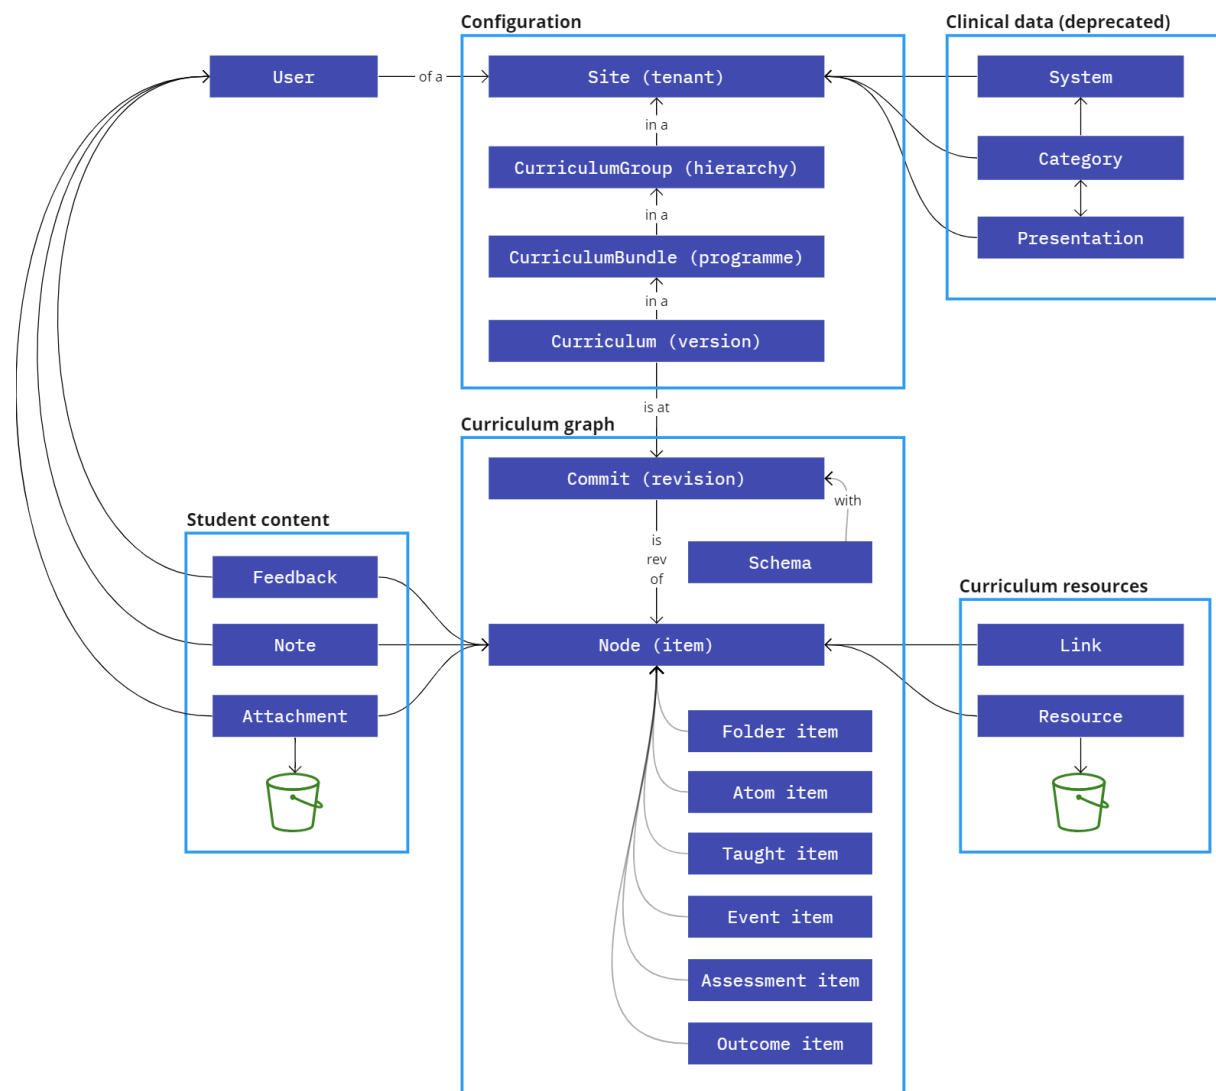 Configuration
Clinical data (deprecated)
User
of a
Site (tenant)
System
in a
CurriculumGroup (hierarchy)
Category
in a
CurriculumBundle (programme)
Presentation
in a
Curriculum (version)
is at
Curriculum graph
Commit (revision)
with
Student content
is
rev
of
Schema
Feedback
Curriculum resources
Note
Node (item)
Link
Attachment
Resource
Folder item
Atom item
Taught item
Event item
Assessment item
Outcome item